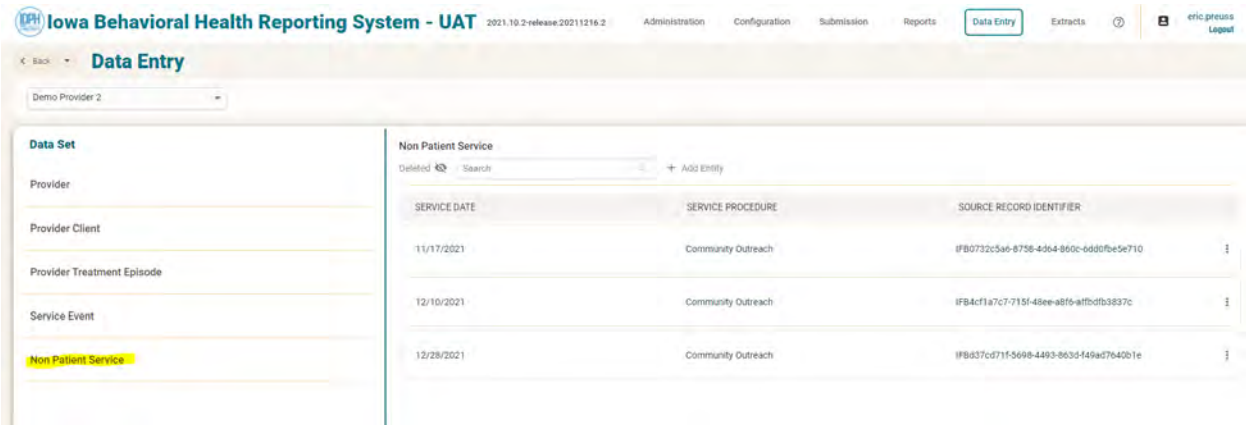 IDPH Iowa Behavioral Health Reporting System - UAT 2021.10.2-release:20211216.2 Administration Configuration Submission Reports Data Entry Extracts eric.preuss
Logout
Back Data Entry
Demo Provider 2
Data Set
Provider
Provider Client
Provider Treatment Episode
Service Event
Non Patient Service
Non Patient Service
Deleted Search + Add Entity
SERVICE DATE SERVICE PROCEDURE SOURCE RECORD IDENTIFIER
11/17/2021 Community Outreach IFB0732c5a6-8758-4d64-860c-6dd0fbe5e710
12/10/2021 Community Outreach IFB4cf1a7c7-715f-48ee-a8f6-affbdfb3837c
12/28/2021 Community Outreach IFBd37cd71f-5698-4493-863d-f49ad7640b1e